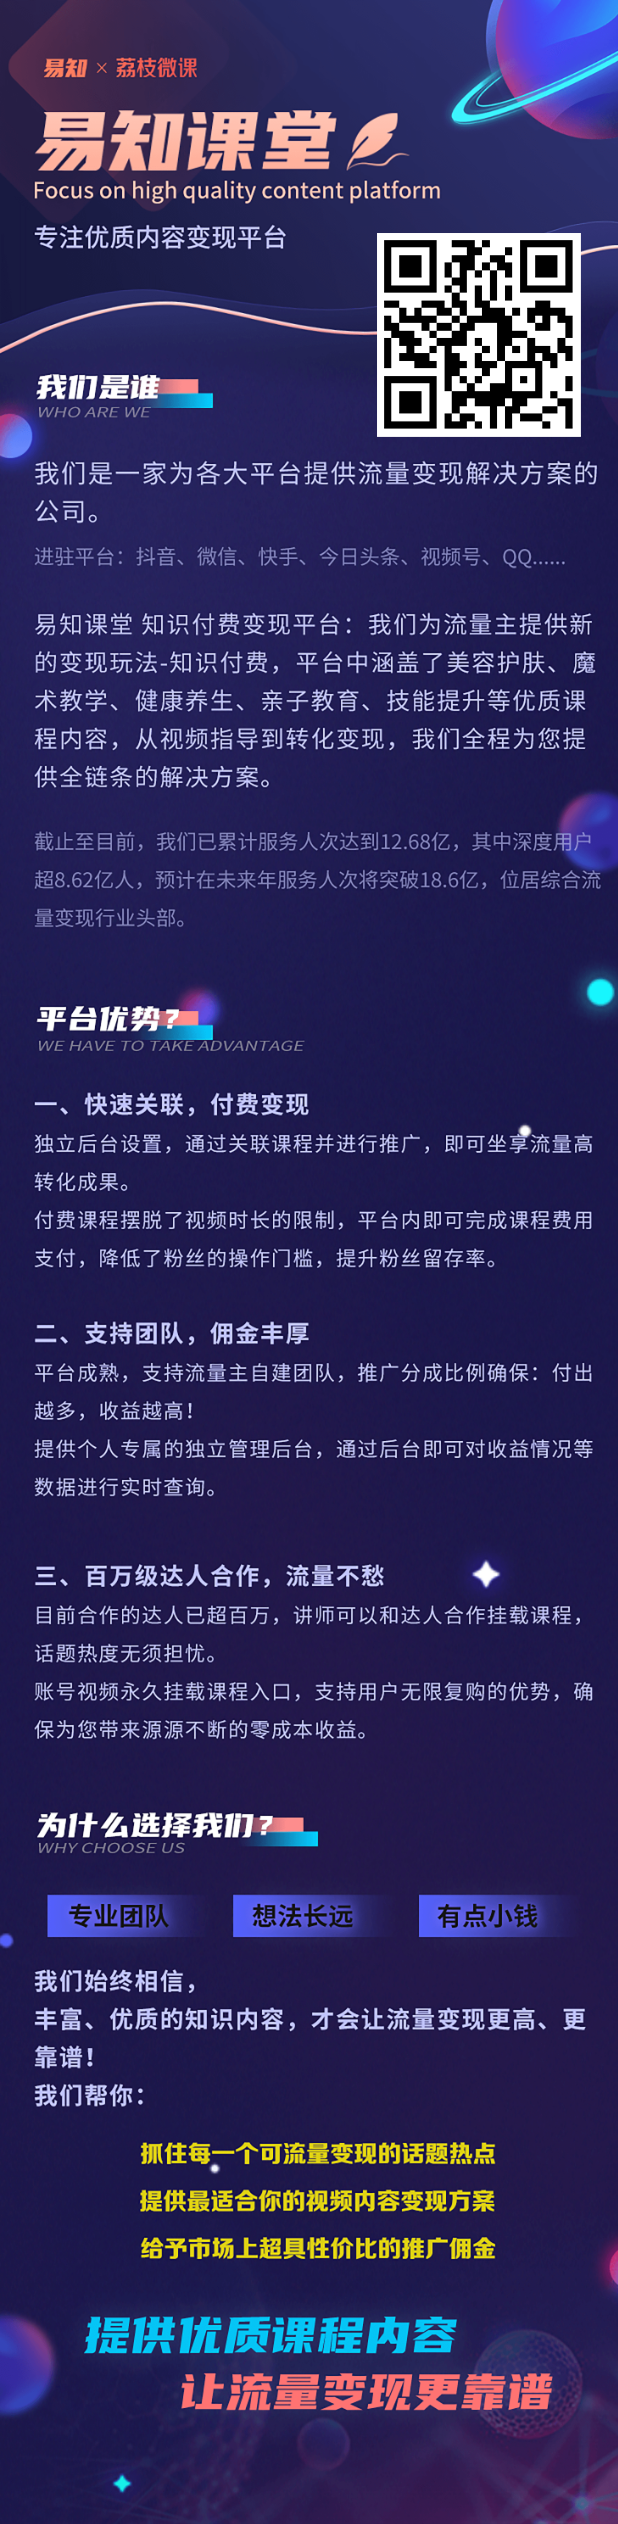 易知 × 荔枝微课
易知课堂
Focus on high quality content platform
专注优质内容变现平台
我们是谁
WHO ARE WE
我们是一家为各大平台提供流量变现解决方案的
公司。
进驻平台：抖音、微信、快手、今日头条、视频号、QQ......
易知课堂 知识付费变现平台：我们为流量主提供新
的变现玩法-知识付费，平台中涵盖了美容护肤、魔
术教学、健康养生、亲子教育、技能提升等优质课
程内容，从视频指导到转化变现，我们全程为您提
供全链条的解决方案。
截止至目前，我们已累计服务人次达到12.68亿，其中深度用户
超8.62亿人，预计在未来年服务人次将突破18.6亿，位居综合流
量变现行业头部。
平台优势？
WE HAVE TO TAKE ADVANTAGE
一、快速关联，付费变现
独立后台设置，通过关联课程并进行推广，即可坐享流量高
转化成果。
付费课程摆脱了视频时长的限制，平台内即可完成课程费用
支付，降低了粉丝的操作门槛，提升粉丝留存率。
二、支持团队，佣金丰厚
平台成熟，支持流量主自建团队，推广分成比例确保：付出
越多，收益越高！
提供个人专属的独立管理后台，通过后台即可对收益情况等
数据进行实时查询。
三、百万级达人合作，流量不愁
目前合作的达人已超百万，讲师可以和达人合作挂载课程，
话题热度无须担忧。
账号视频永久挂载课程入口，支持用户无限复购的优势，确
保为您带来源源不断的零成本收益。
为什么选择我们？
WHY CHOOSE US
专业团队 想法长远 有点小钱
我们始终相信，
丰富、优质的知识内容，才会让流量变现更高、更
靠谱！
我们帮你：
抓住每一个可流量变现的话题热点
提供最适合你的视频内容变现方案
给予市场上超具性价比的推广佣金
提供优质课程内容
让流量变现更靠谱